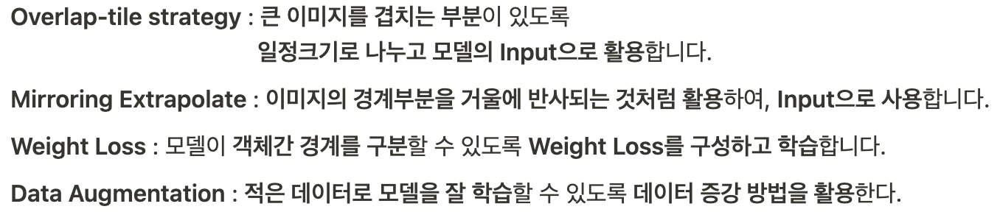 Overlap-tile strategy : 큰 이미지를 겹치는 부분이 있도록
일정크기로 나누고 모델의 Input으로 활용합니다.
Mirroring Extrapolate : 이미지의 경계부분을 거울에 반사되는 것처럼 활용하여, Input으로 사용합니다.
Weight Loss : 모델이 객체간 경계를 구분할 수 있도록 Weight Loss를 구성하고 학습합니다.
Data Augmentation : 적은 데이터로 모델을 잘 학습할 수 있도록 데이터 증강 방법을 활용한다.